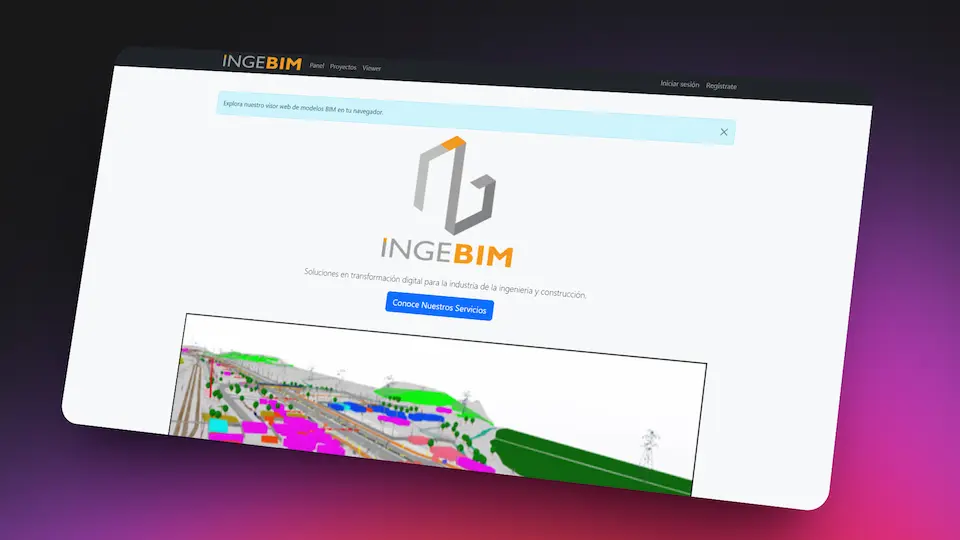 INGEBIM Panel Proyectos Viewer Iniciar sesión Regístrate
Explora nuestro visor web de modelos BIM en tu navegador.
INGEBIM
Soluciones en transformación digital para la industria de la ingeniería y construcción.
Conoce Nuestros Servicios